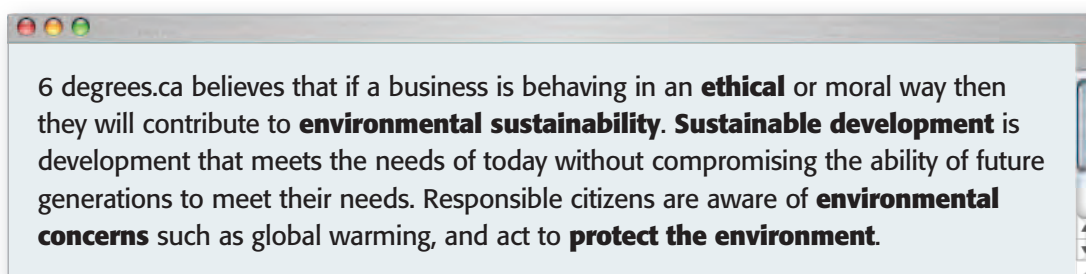 6 degrees.ca believes that if a business is behaving in an ethical or moral way then
they will contribute to environmental sustainability. Sustainable development is
development that meets the needs of today without compromising the ability of future
generations to meet their needs. Responsible citizens are aware of environmental
concerns such as global warming, and act to protect the environment.